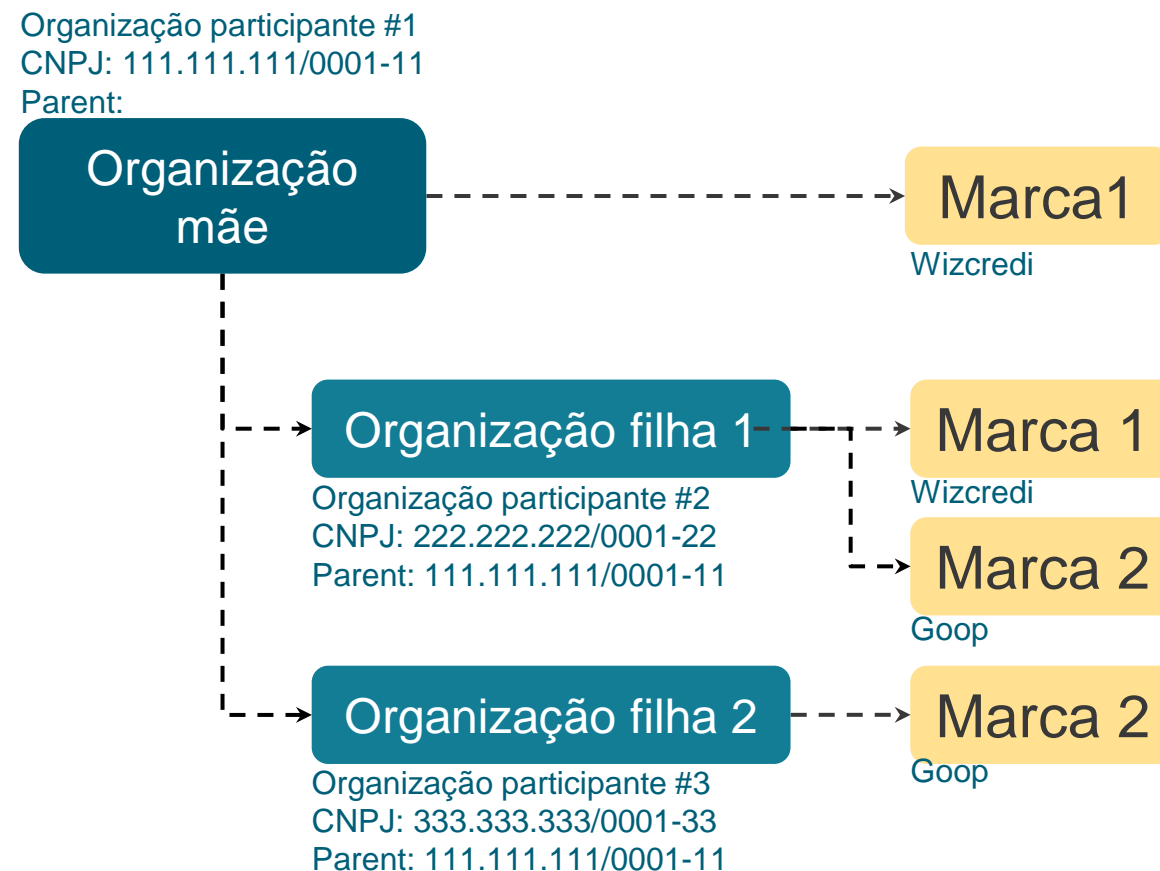 Organização participante #1
CNPJ: 111.111.111/0001-11
Parent:
Organização
mãe
Marca1
Wizcredi
Organização filha 1
Marca 1
Organização participante #2
CNPJ: 222.222.222/0001-22
Parent: 111.111.111/0001-11
Wizcredi
Marca 2
Goop
Organização filha 2
Marca 2
Organização participante #3
CNPJ: 333.333.333/0001-33
Parent: 111.111.111/0001-11
Goop